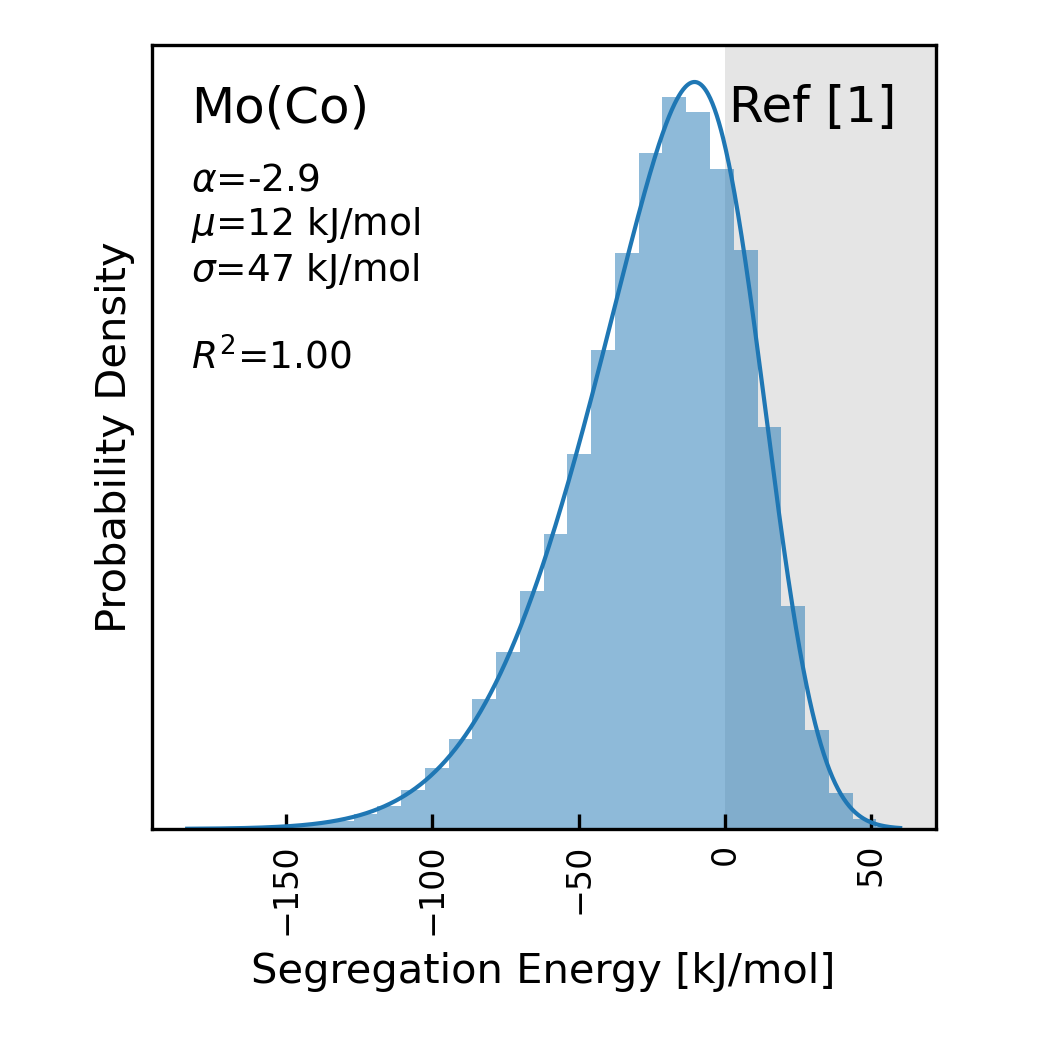 Mo(Co)
Ref [1]
α=-2.9
μ=12 kJ/mol
σ=47 kJ/mol
R²=1.00
Probability Density
−150
−100
−50
0
50
Segregation Energy [kJ/mol]